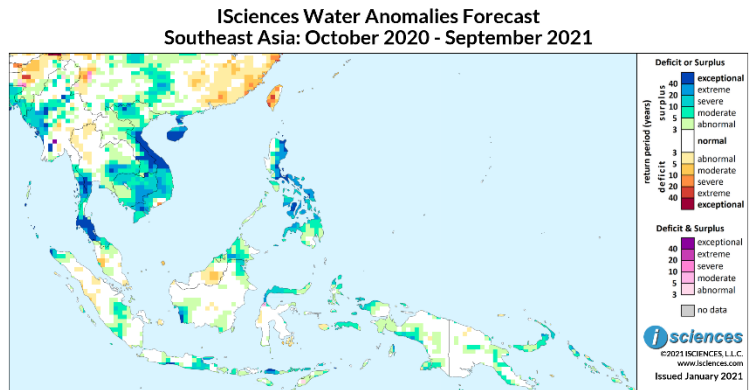 ISciences Water Anomalies Forecast
Southeast Asia: October 2020 - September 2021
Deficit or Surplus
return period (years)
surplus
40 exceptional
20 extreme
10 severe
5 moderate
3 abnormal
normal
deficit
3 abnormal
5 moderate
10 severe
20 extreme
40 exceptional
Deficit & Surplus
40 exceptional
20 extreme
10 severe
5 moderate
3 abnormal
no data
isciences
©2021 ISCIENCES, L.L.C.
www.isciences.com
Issued January 2021